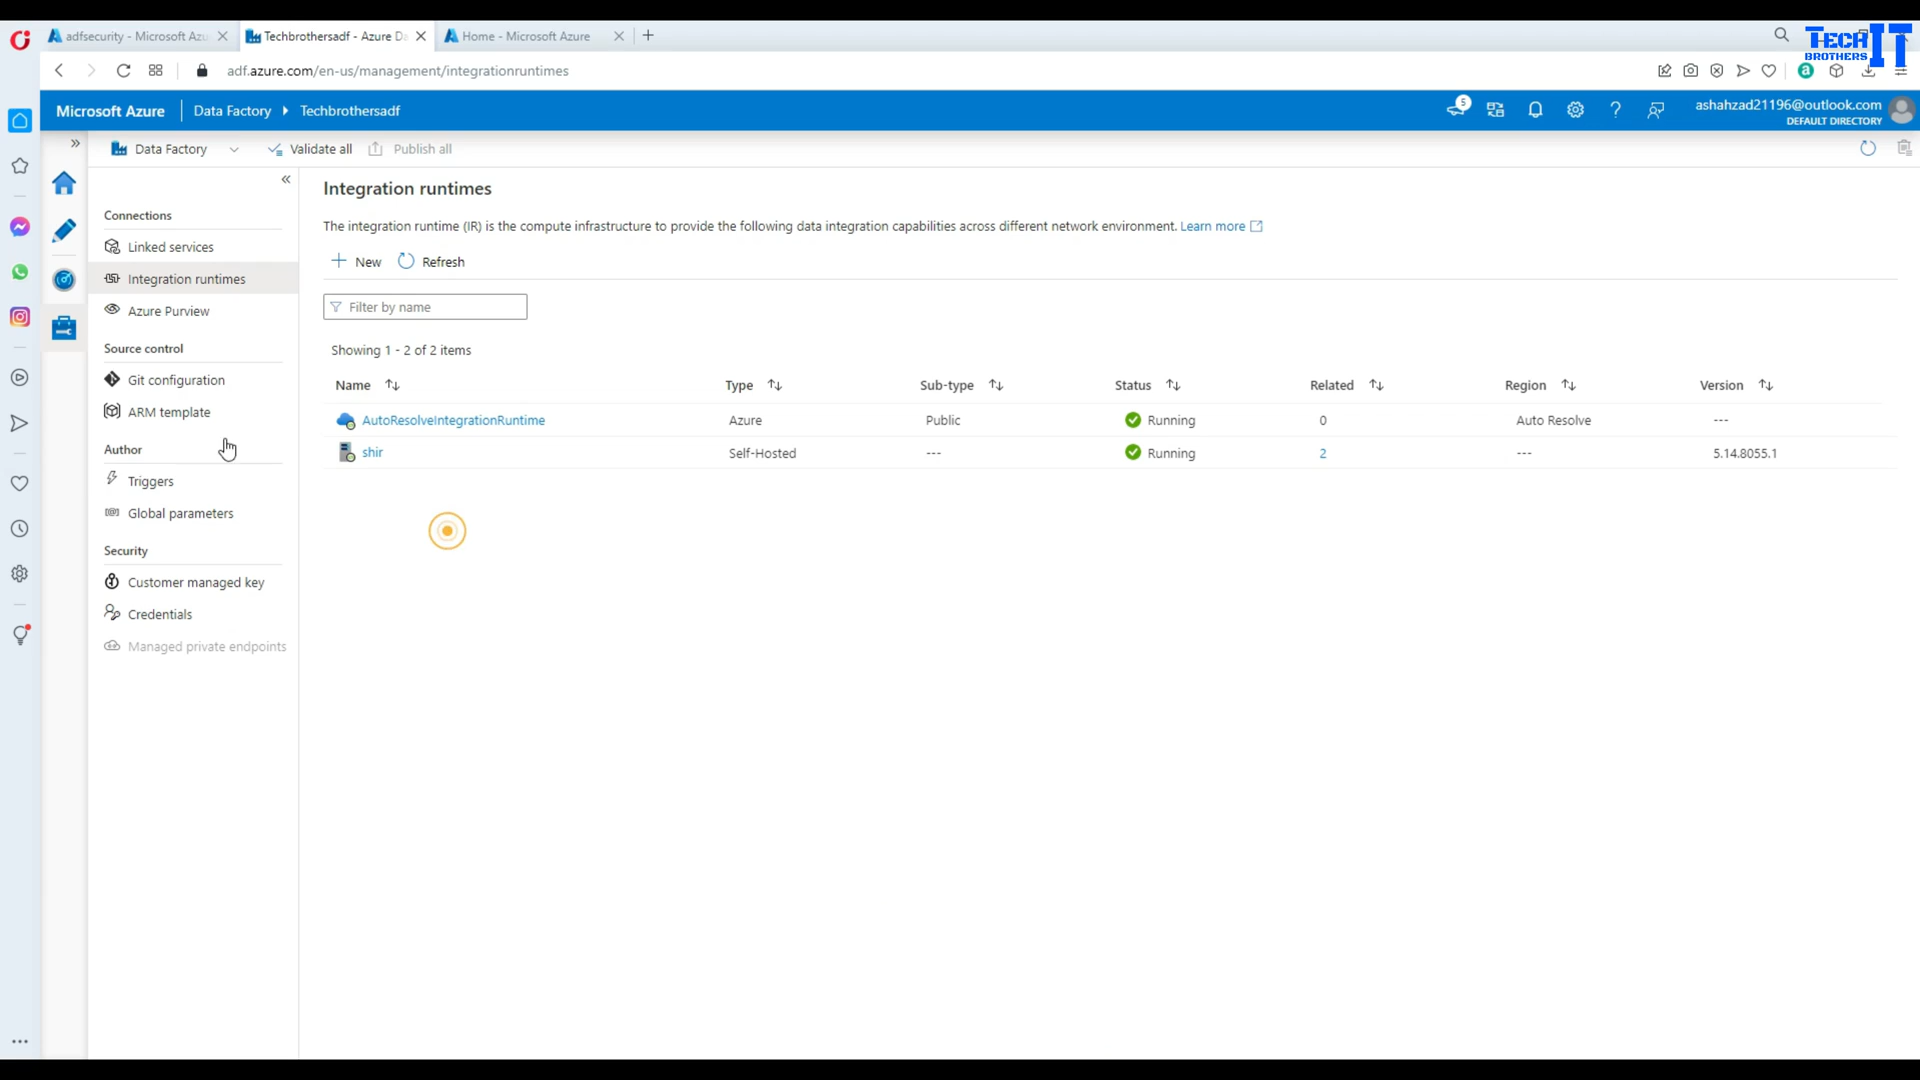 adfsecurity - Microsoft Azu
Techbrothersadf - Azure Da
Home - Microsoft Azure
TECH IT
BROTHERS
adf.azure.com/en-us/management/integrationruntimes
a
Microsoft Azure
Data Factory
Techbrothersadf
5
ashahzad21196@outlook.com
DEFAULT DIRECTORY
Data Factory
Validate all
Publish all
Connections
Linked services
Integration runtimes
Azure Purview
Source control
Git configuration
ARM template
Author
Triggers
Global parameters
Security
Customer managed key
Credentials
Managed private endpoints
Integration runtimes
The integration runtime (IR) is the compute infrastructure to provide the following data integration capabilities across different network environment. Learn more
New Refresh
Filter by name
Showing 1 - 2 of 2 items
Name Type Sub-type Status Related Region Version
AutoResolveIntegrationRuntime Azure Public Running 0 Auto Resolve ---
shir Self-Hosted --- Running 2 --- 5.14.8055.1